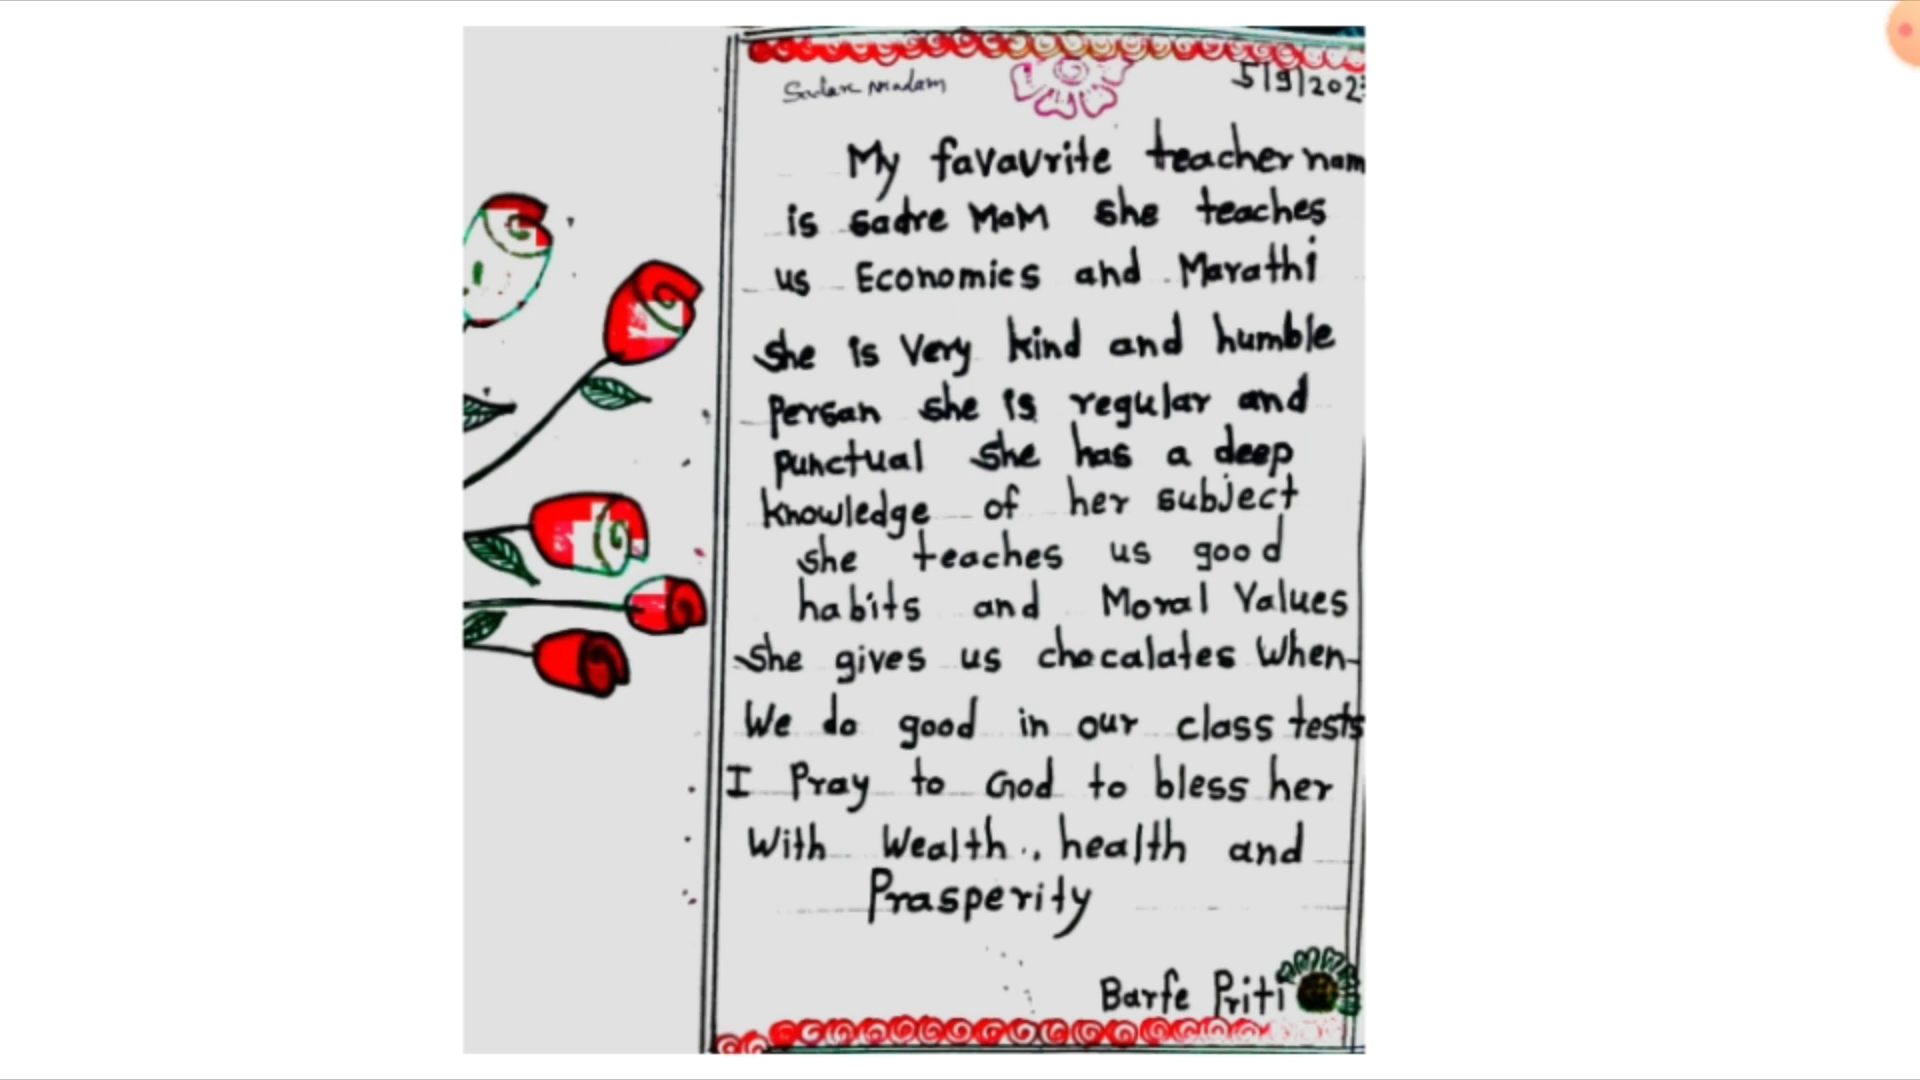 Sadare Madam
5/9/202
My favaurite teacher nam
is sadre MaM she teaches
us Economics and Marathi
she is Very kind and humble
Persan she is regular and
punctual she has a deep
knowledge of her subject
she teaches us good
habits and Moral Values
she gives us chocalates When
We do good in our class tests
I Pray to God to bless her
With Wealth., health and
Prasperity
Barfe Priti